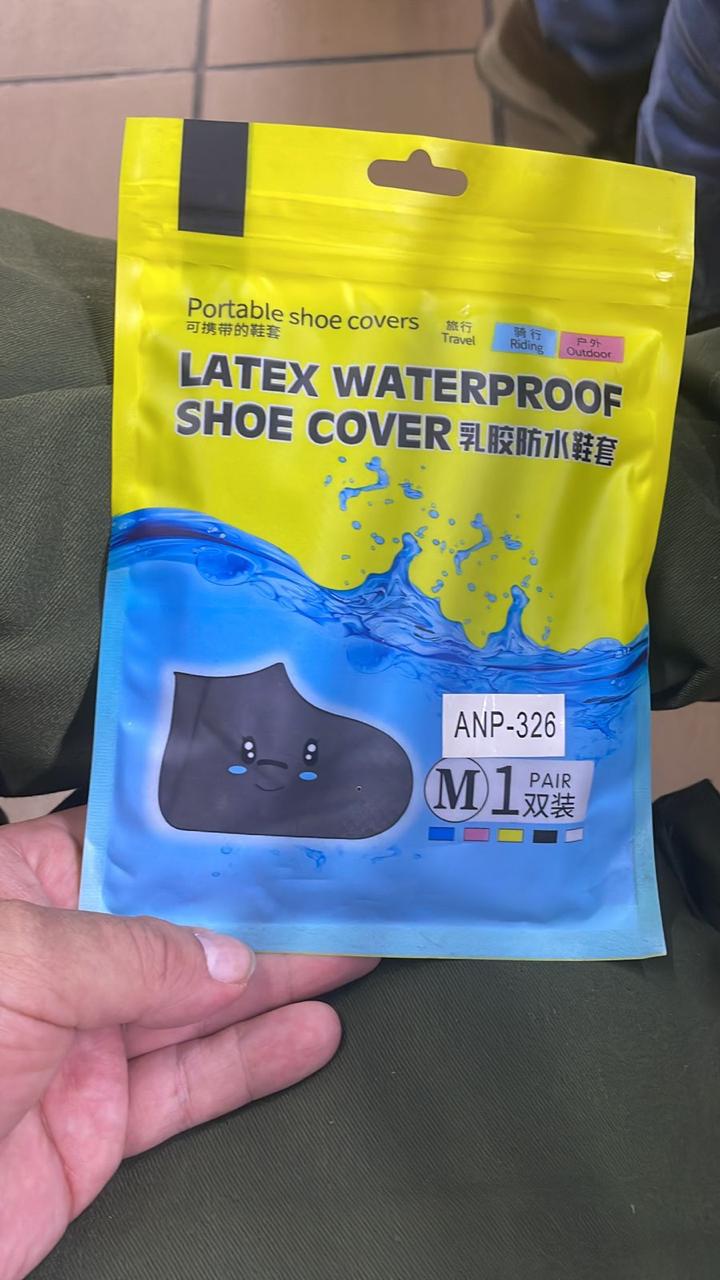 Portable shoe covers
可携带的鞋套
旅行
Travel
骑行
Riding
户外
Outdoor
LATEX WATERPROOF
SHOE COVER 乳胶防水鞋套
ANP-326
M 1 PAIR
双装